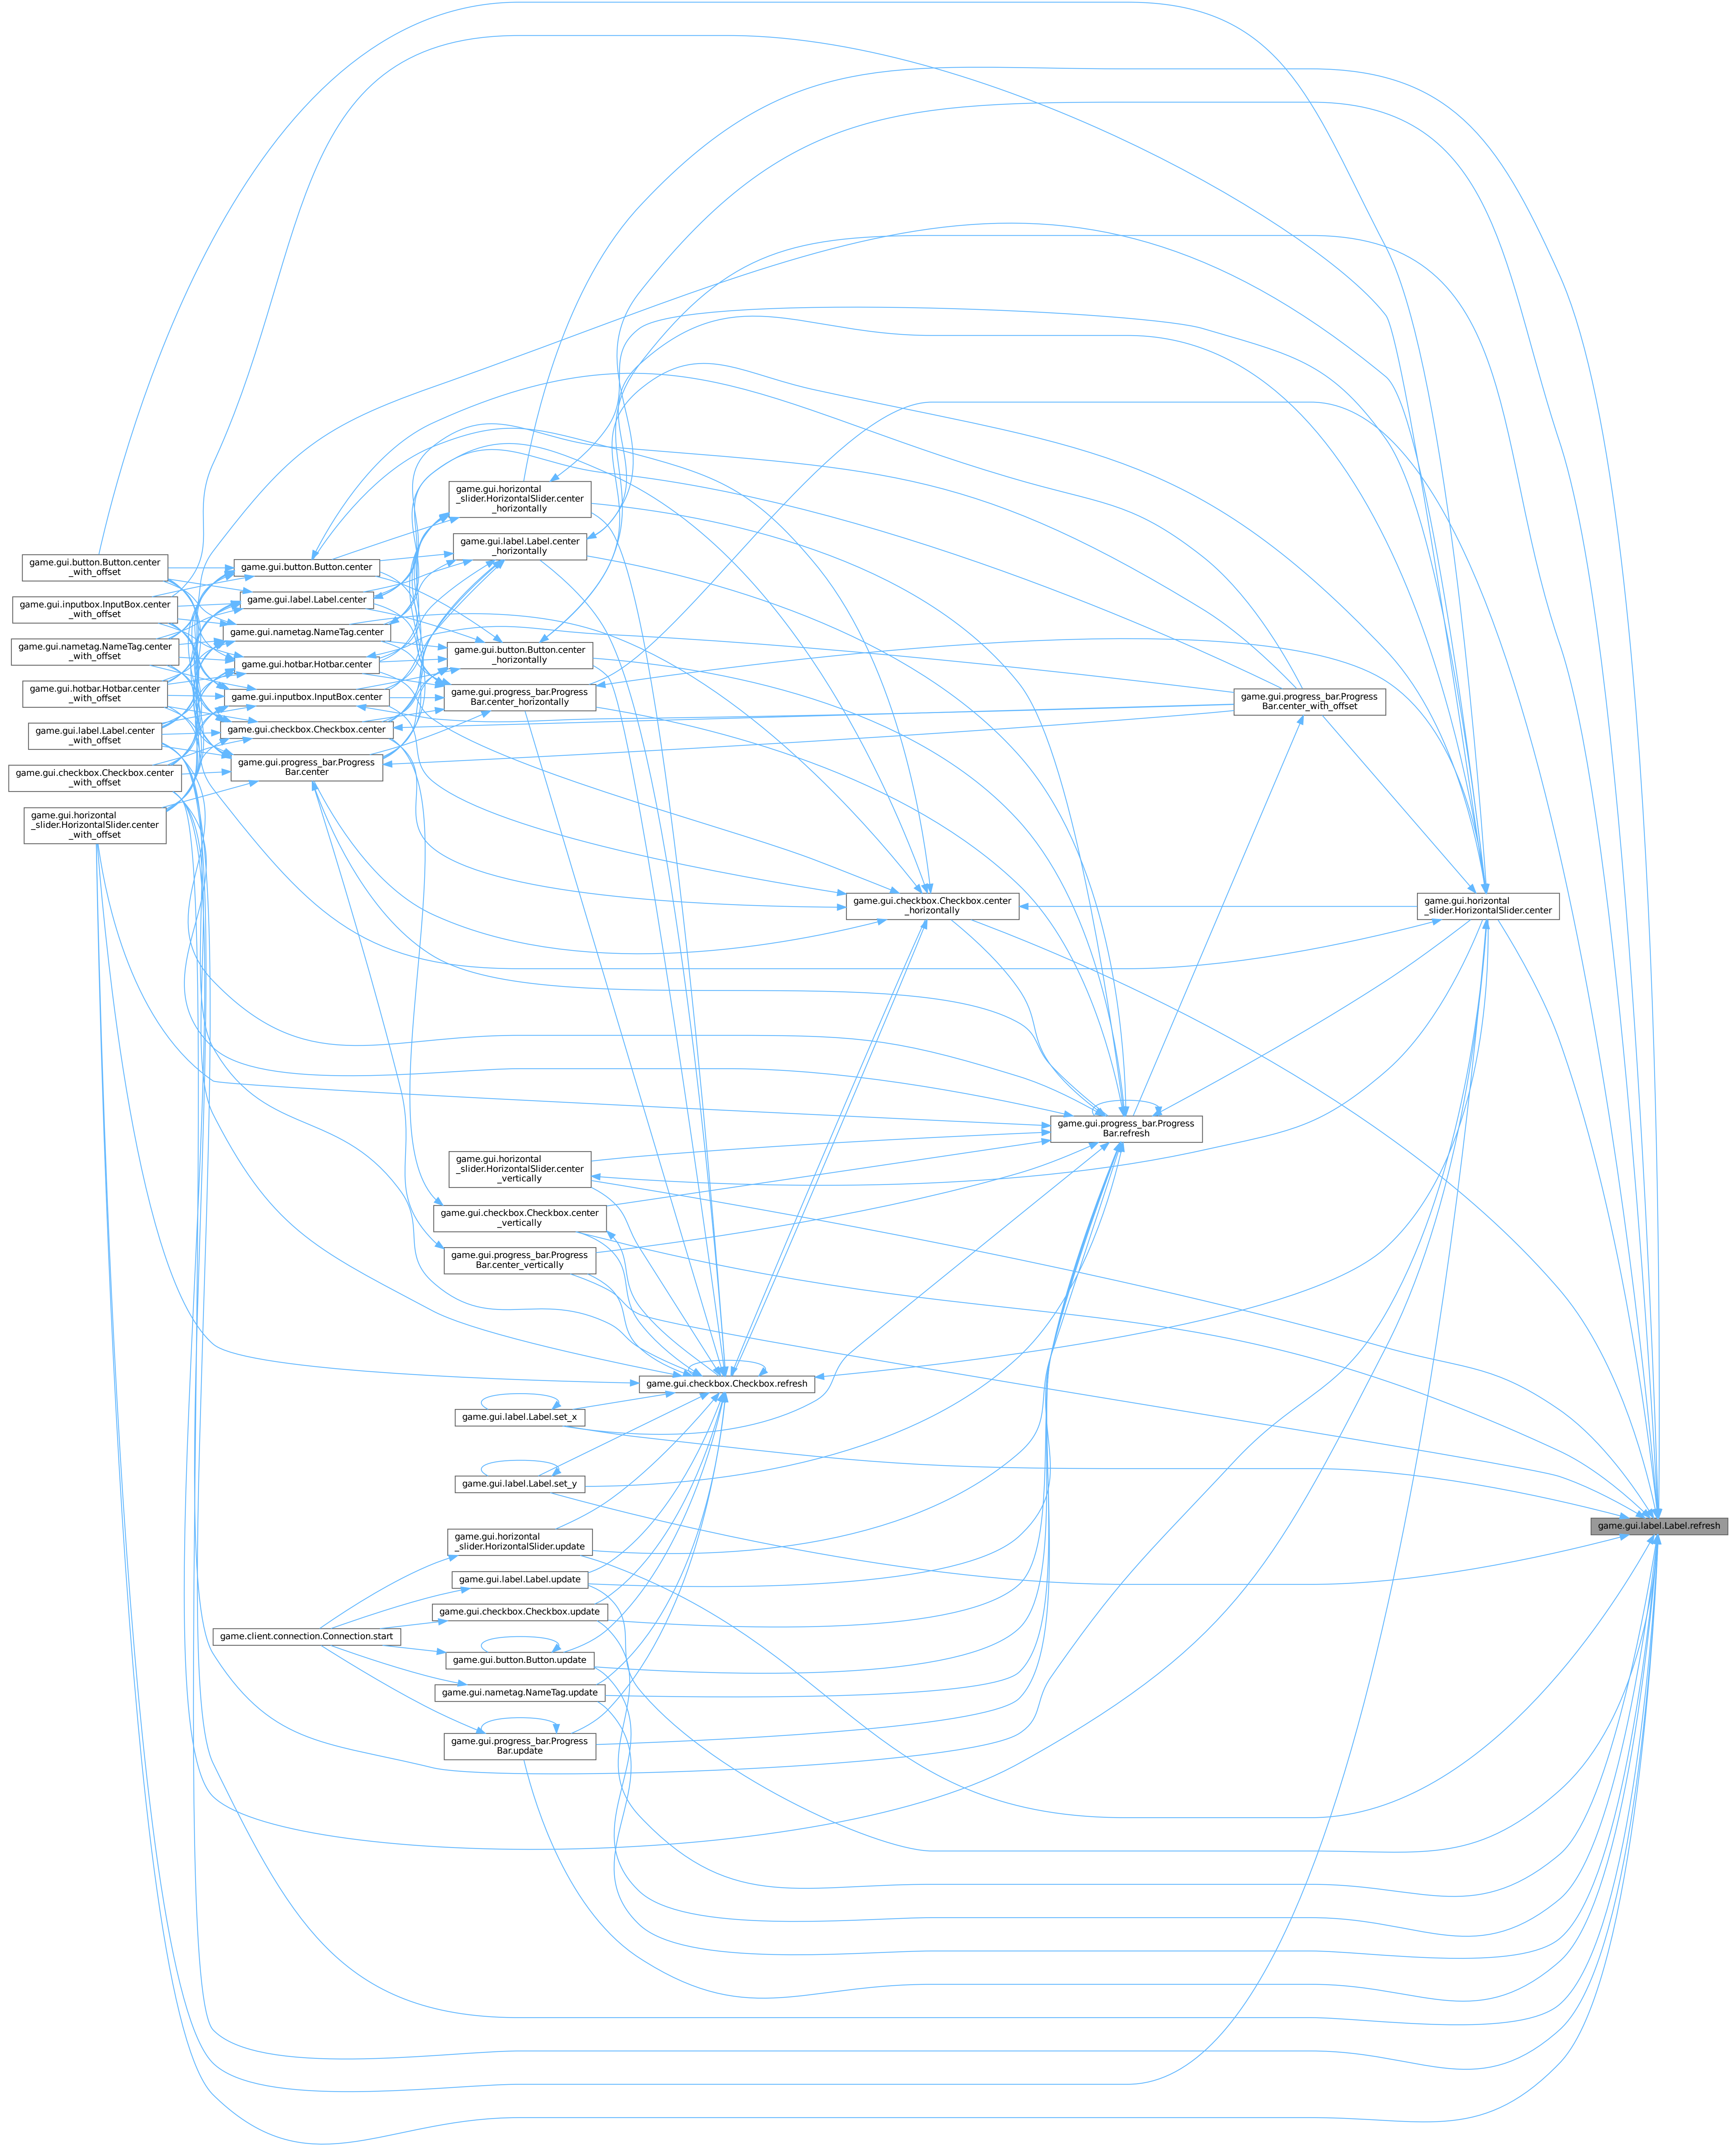 game.gui.button.Button.center
_with_offset
game.gui.inputbox.InputBox.center
_with_offset
game.gui.nametag.NameTag.center
_with_offset
game.gui.hotbar.Hotbar.center
_with_offset
game.gui.label.Label.center
_with_offset
game.gui.checkbox.Checkbox.center
_with_offset
game.gui.horizontal
_slider.HorizontalSlider.center
_with_offset
game.gui.button.Button.center
game.gui.label.Label.center
game.gui.nametag.NameTag.center
game.gui.hotbar.Hotbar.center
game.gui.inputbox.InputBox.center
game.gui.checkbox.Checkbox.center
game.gui.progress_bar.Progress
Bar.center
game.client.connection.Connection.start
game.gui.horizontal
_slider.HorizontalSlider.center
_horizontally
game.gui.label.Label.center
_horizontally
game.gui.button.Button.center
_horizontally
game.gui.progress_bar.Progress
Bar.center_horizontally
game.gui.horizontal
_slider.HorizontalSlider.center
_vertically
game.gui.checkbox.Checkbox.center
_vertically
game.gui.progress_bar.Progress
Bar.center_vertically
game.gui.label.Label.set_x
game.gui.label.Label.set_y
game.gui.horizontal
_slider.HorizontalSlider.update
game.gui.label.Label.update
game.gui.checkbox.Checkbox.update
game.gui.button.Button.update
game.gui.nametag.NameTag.update
game.gui.progress_bar.Progress
Bar.update
game.gui.checkbox.Checkbox.refresh
game.gui.checkbox.Checkbox.center
_horizontally
game.gui.progress_bar.Progress
Bar.refresh
game.gui.progress_bar.Progress
Bar.center_with_offset
game.gui.horizontal
_slider.HorizontalSlider.center
game.gui.label.Label.refresh